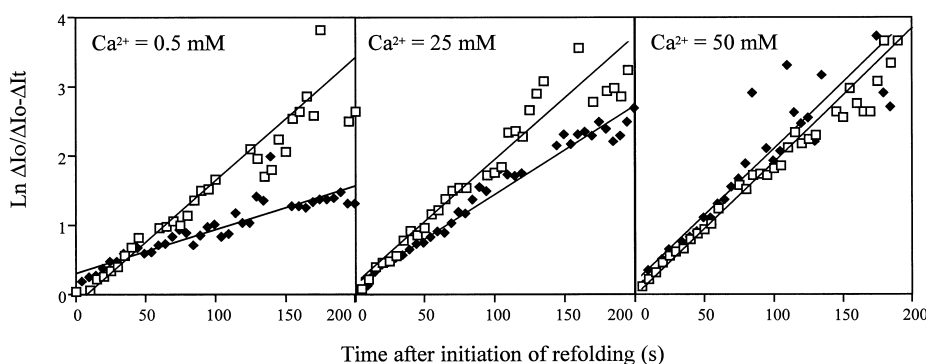 Ca²⁺ = 0.5 mM
Ca²⁺ = 25 mM
Ca²⁺ = 50 mM
Ln ΔIo/ΔIo-ΔIt
4
3
2
1
0
0 50 100 150 200
0 50 100 150 200
0 50 100 150 200
Time after initiation of refolding (s)